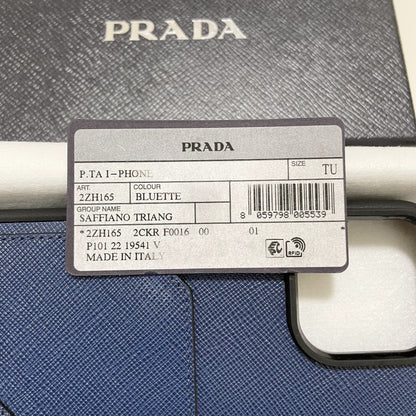 PRADA
PRADA
P.TA I-PHONE
SIZE
TU
ART.
COLOUR
2ZH165
BLUETTE
GROUP NAME
SAFFIANO TRIANG
8 059798 005539
*2ZH165 2CKR F0016 00 01
P101 22 19541 V
MADE IN ITALY
RFID